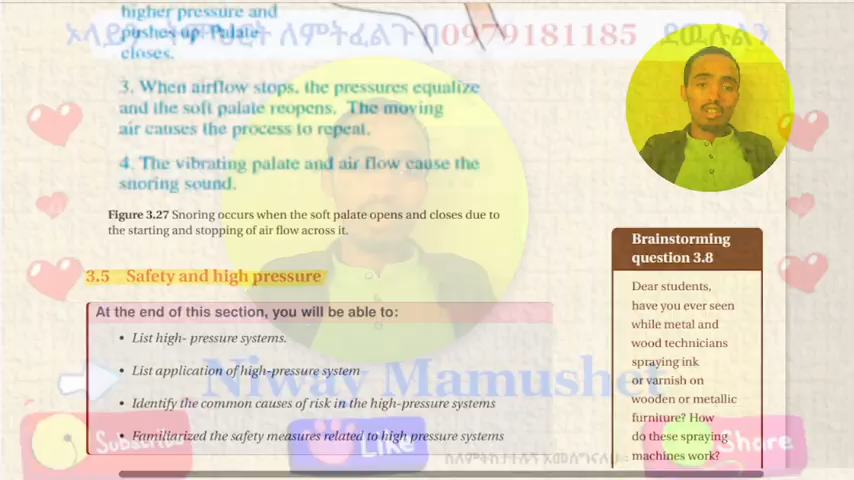 higher pressure and
pushes up. Palate
closes.
ለምትፈልጉ በ0979181185 ደዉሉልን
3. When airflow stops, the pressures equalize
and the soft palate reopens. The moving
air causes the process to repeat.
4. The vibrating palate and air flow cause the
snoring sound.
Figure 3.27 Snoring occurs when the soft palate opens and closes due to
the starting and stopping of air flow across it.
3.5 Safety and high pressure
At the end of this section, you will be able to:
• List high- pressure systems.
• List application of high-pressure system
• Identify the common causes of risk in the high-pressure systems
• Familiarized the safety measures related to high pressure systems
Brainstorming
question 3.8
Dear students,
have you ever seen
while metal and
wood technicians
spraying ink
or varnish on
wooden or metallic
furniture? How
do these spraying
machines work?
Niway Mamushet
Subscribe
Like
Share